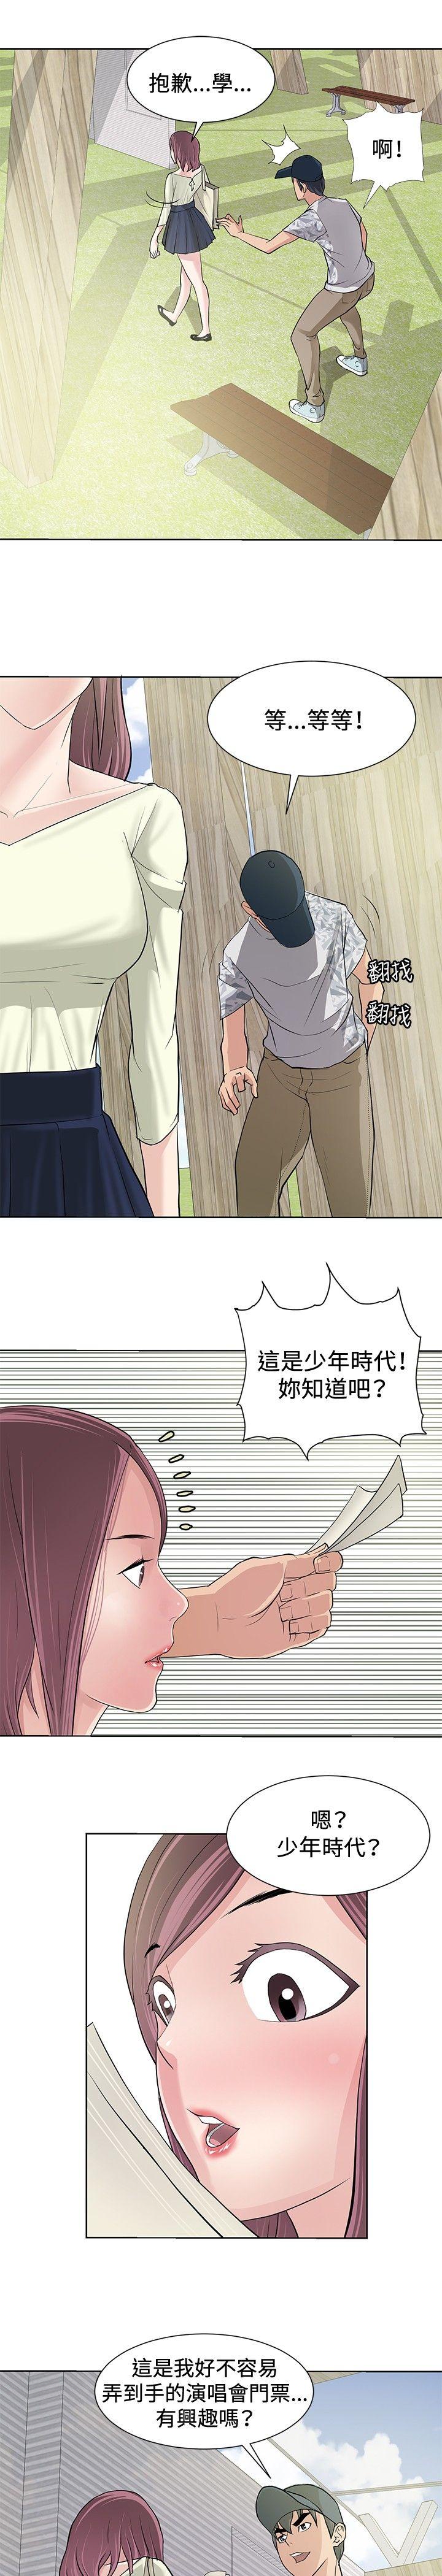 抱歉...學...
啊!
等...等等!
翻找
翻找
這是少年時代!
妳知道吧?
嗯?
少年時代?
這是我好不容易
弄到手的演唱會門票...
有興趣嗎?